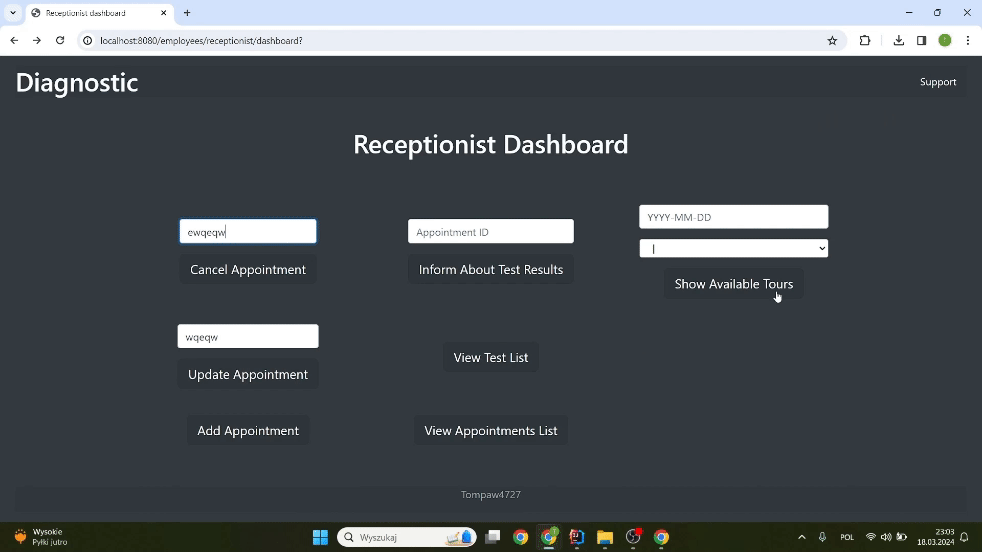 Receptionist dashboard
localhost:8080/employees/receptionist/dashboard?
Diagnostic
Support
Receptionist Dashboard
ewqeqw
Cancel Appointment
Appointment ID
Inform About Test Results
YYYY-MM-DD
|
Show Available Tours
wqeqw
Update Appointment
View Test List
Add Appointment
View Appointments List
Tompaw4727
Wysokie
Pyłki jutro
Wyszukaj
POL
23:03
18.03.2024